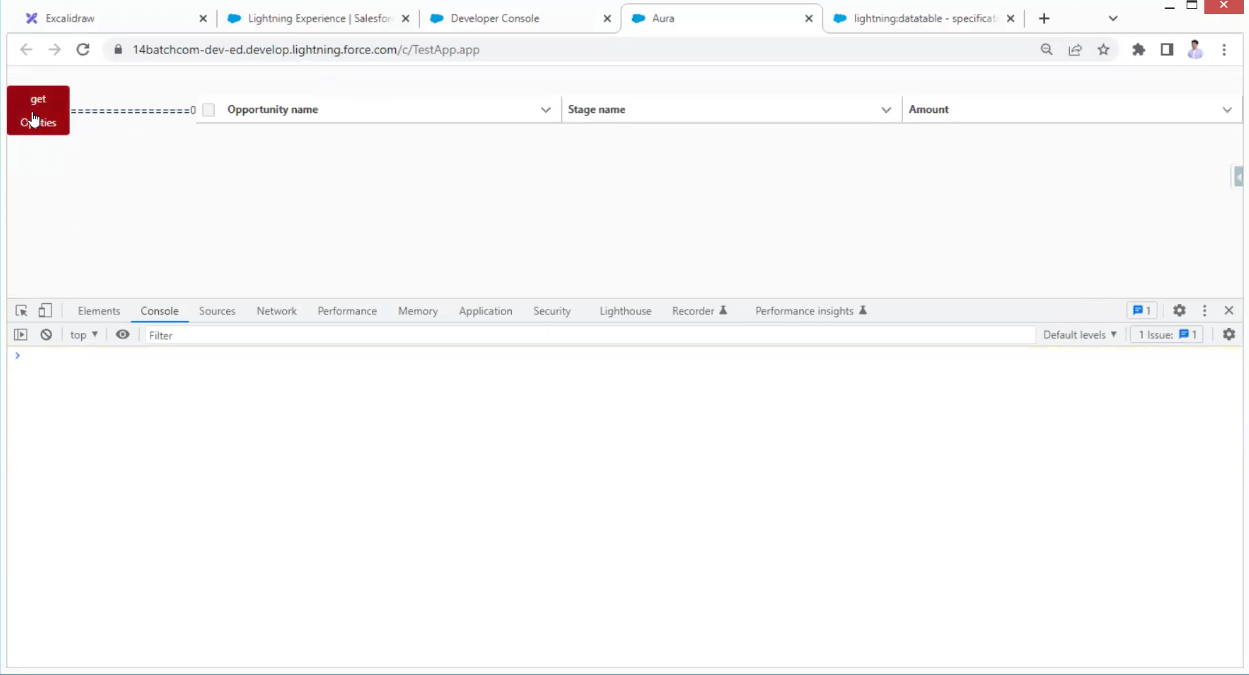 Excalidraw
Lightning Experience | Salesfor
Developer Console
Aura
lightning:datatable - specificat
14batchcom-dev-ed.develop.lightning.force.com/c/TestApp.app
get
================0
Opportunity name
Stage name
Amount
Elements
Console
Sources
Network
Performance
Memory
Application
Security
Lighthouse
Recorder
Performance insights
1
top
Filter
Default levels
1 Issue:
1